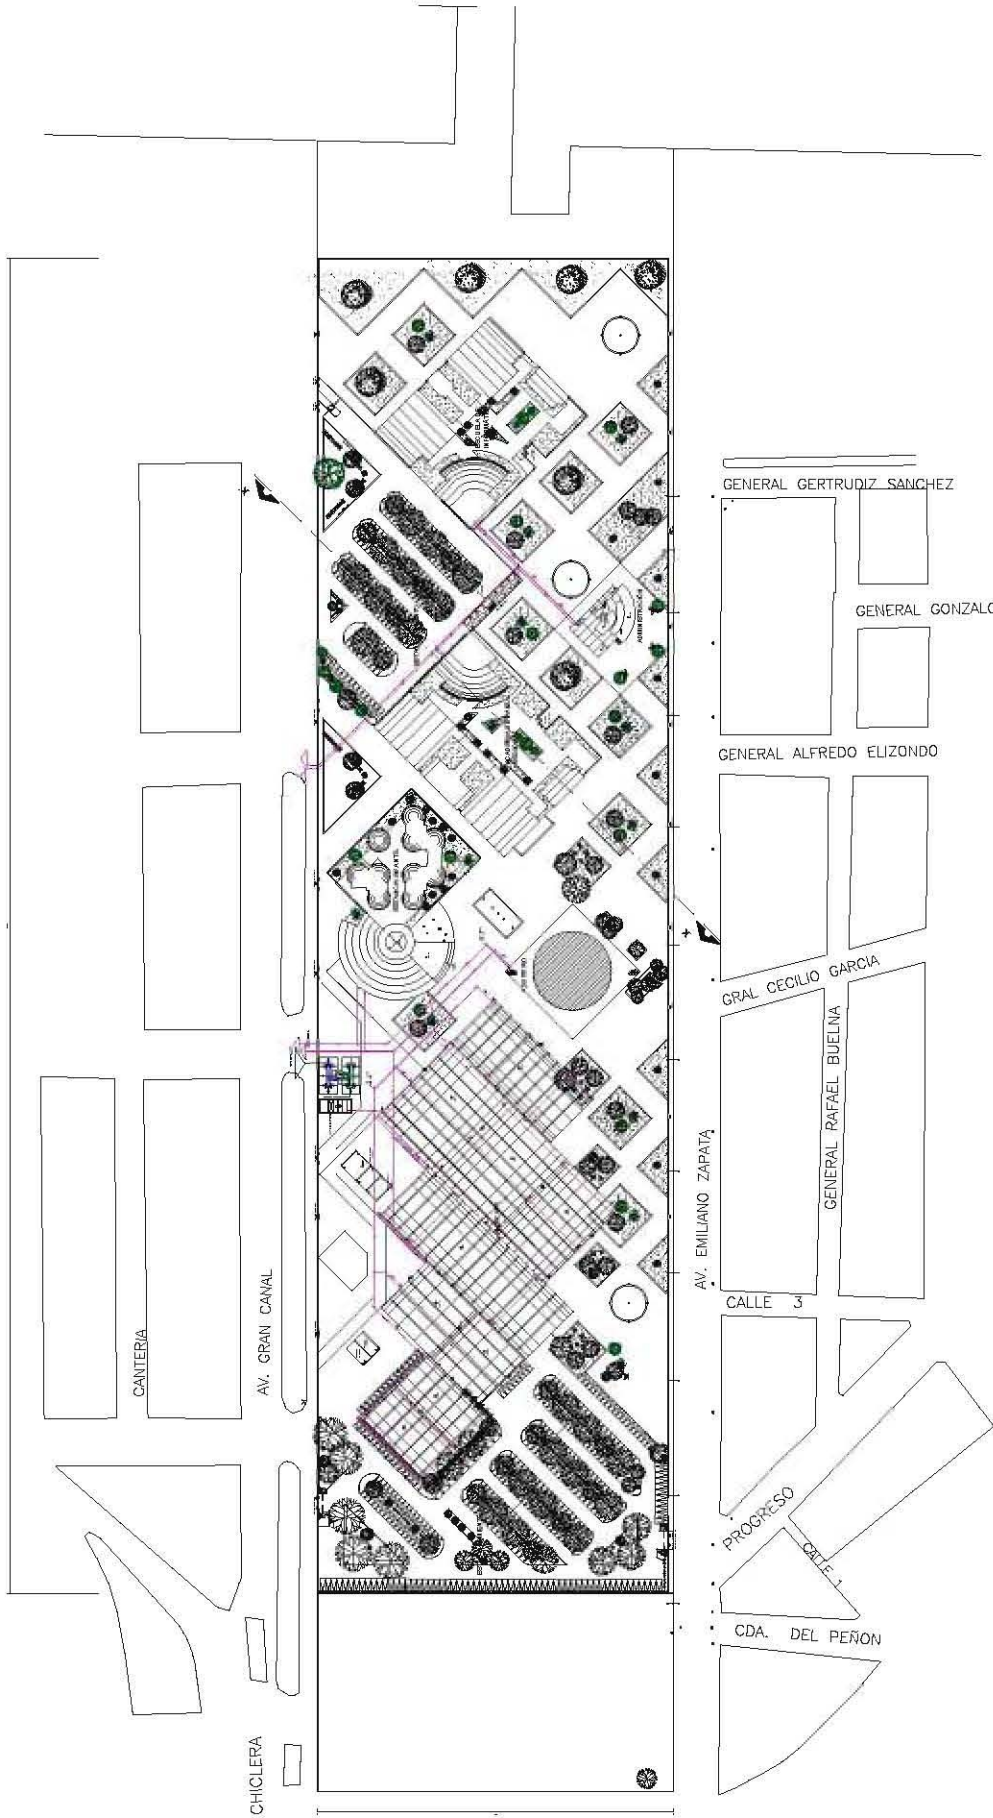 GENERAL GERTRUDIZ SANCHEZ
GENERAL GONZALO
GENERAL ALFREDO ELIZONDO
GRAL CECILIO GARCIA
GENERAL RAFAEL BUELNA
AV. EMILIANO ZAPATA
CALLE 3
CANTERIA
AV. GRAN CANAL
PROGRESO
CALLE 1
CDA. DEL PEÑON
CHICLERA